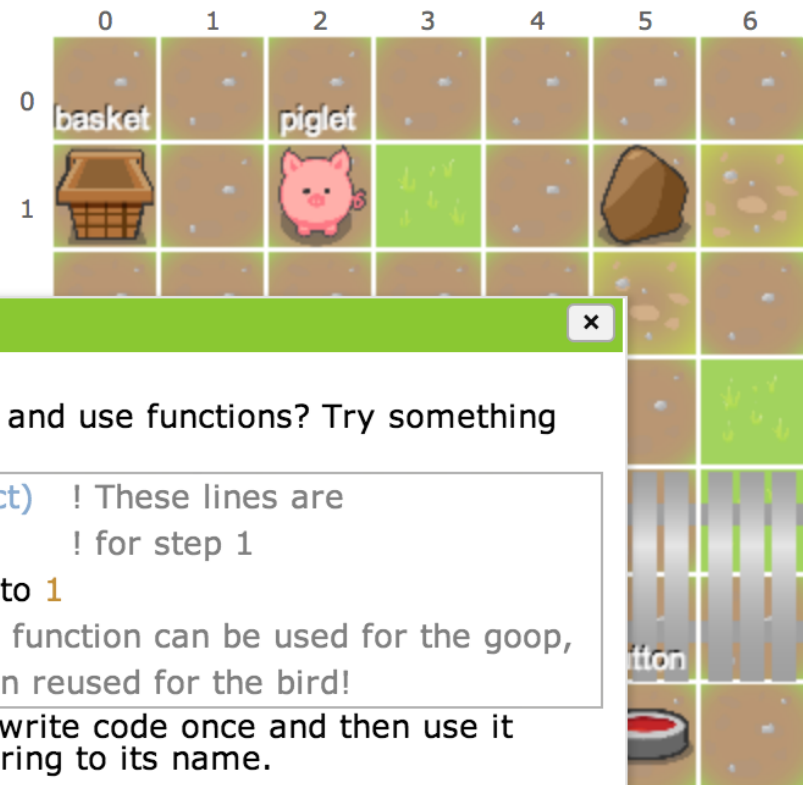 0 1 2 3 4 5 6
0
basket piglet
1
×
and use functions? Try something
ct) ! These lines are
! for step 1
to 1
function can be used for the goop,
n reused for the bird!
itton
write code once and then use it
ring to its name.